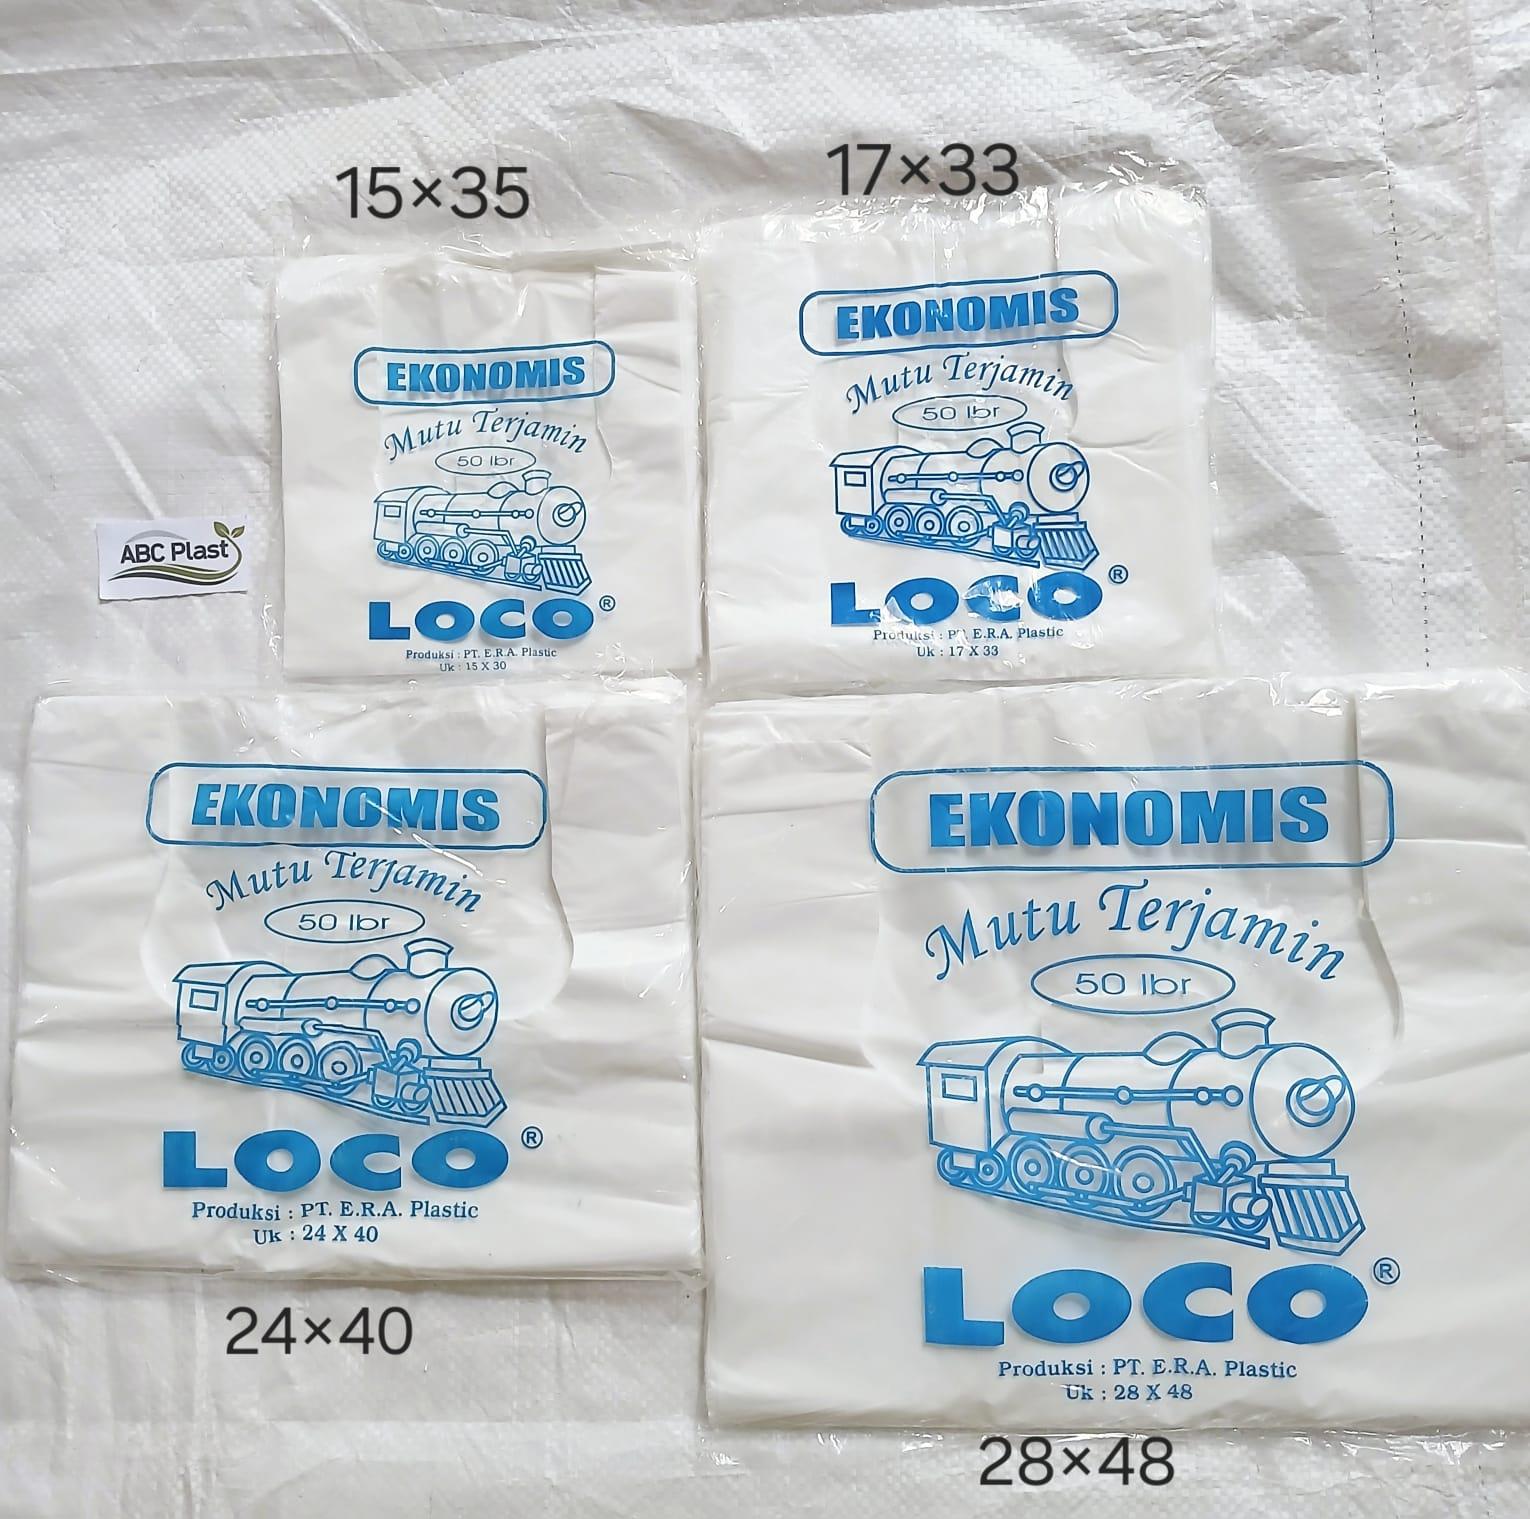 15×35
17×33
EKONOMIS
Mutu Terjamin
50 lbr
LOCO®
Produksi : PT. E.R.A. Plastic
Uk : 15 X 30
EKONOMIS
Mutu Terjamin
50 lbr
LOCO®
Produksi : PT. E.R.A. Plastic
Uk : 17 X 33
ABC Plast
EKONOMIS
Mutu Terjamin
50 lbr
LOCO®
Produksi : PT. E.R.A. Plastic
Uk : 24 X 40
24×40
EKONOMIS
Mutu Terjamin
50 lbr
LOCO®
Produksi : PT. E.R.A. Plastic
Uk : 28 X 48
28×48